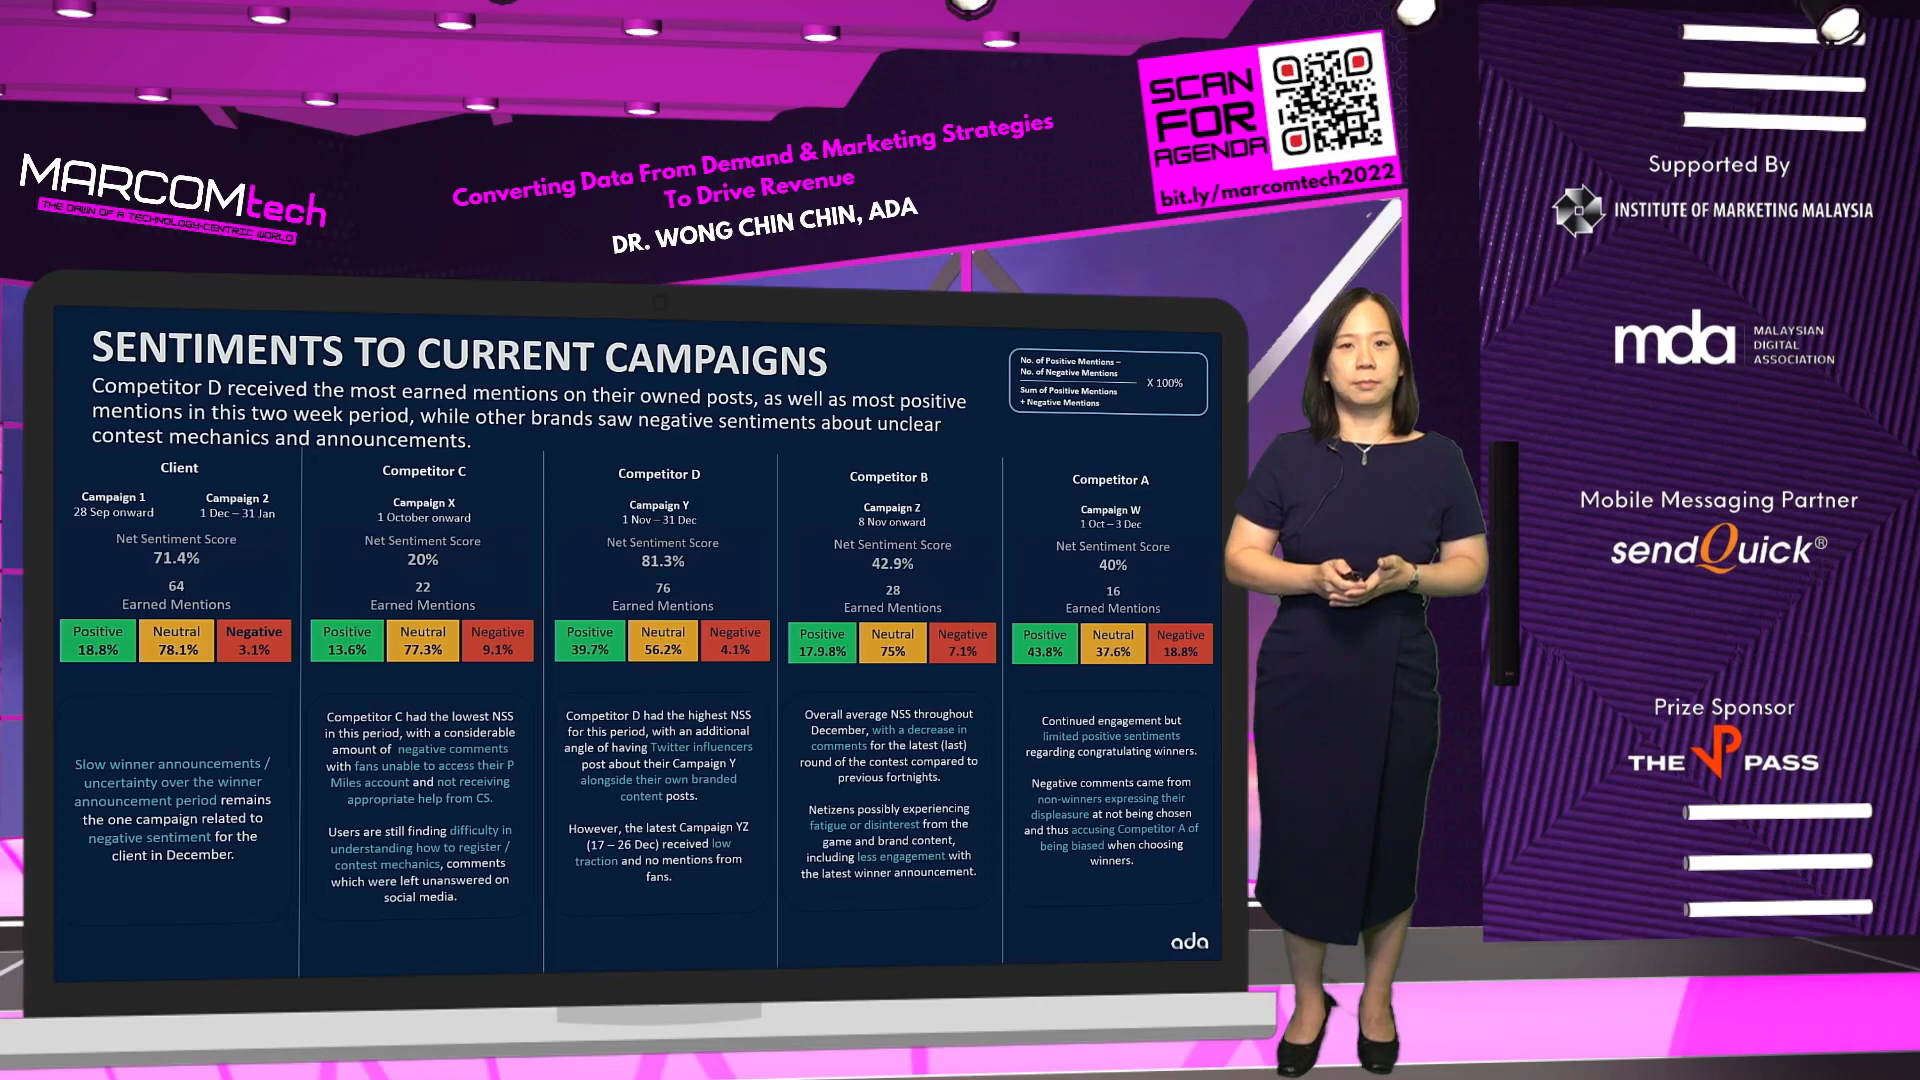 MARCOMtech
THE DAWN OF A TECHNOLOGY-CENTRIC WORLD
Converting Data From Demand & Marketing Strategies
To Drive Revenue
DR. WONG CHIN CHIN, ADA
SCAN
FOR
AGENDA
bit.ly/marcomtech2022
Supported By
INSTITUTE OF MARKETING MALAYSIA
mda
MALAYSIAN
DIGITAL
ASSOCIATION
Mobile Messaging Partner
sendQuick®
Prize Sponsor
THE VP PASS
SENTIMENTS TO CURRENT CAMPAIGNS
Competitor D received the most earned mentions on their owned posts, as well as most positive
mentions in this two week period, while other brands saw negative sentiments about unclear
contest mechanics and announcements.
No. of Positive Mentions –
No. of Negative Mentions
Sum of Positive Mentions
+ Negative Mentions
X 100%
Client
Campaign 1
28 Sep onward
Campaign 2
1 Dec – 31 Jan
Net Sentiment Score
71.4%
64
Earned Mentions
Positive
18.8%
Neutral
78.1%
Negative
3.1%
Slow winner announcements /
uncertainty over the winner
announcement period remains
the one campaign related to
negative sentiment for the
client in December.
Competitor C
Campaign X
1 October onward
Net Sentiment Score
20%
22
Earned Mentions
Positive
13.6%
Neutral
77.3%
Negative
9.1%
Competitor C had the lowest NSS
in this period, with a considerable
amount of negative comments
with fans unable to access their P
Miles account and not receiving
appropriate help from CS.
Users are still finding difficulty in
understanding how to register /
contest mechanics, comments
which were left unanswered on
social media.
Competitor D
Campaign Y
1 Nov – 31 Dec
Net Sentiment Score
81.3%
76
Earned Mentions
Positive
39.7%
Neutral
56.2%
Negative
4.1%
Competitor D had the highest NSS
for this period, with an additional
angle of having Twitter influencers
post about their Campaign Y
alongside their own branded
content posts.
However, the latest Campaign YZ
(17 – 26 Dec) received low
traction and no mentions from
fans.
Competitor B
Campaign Z
8 Nov onward
Net Sentiment Score
42.9%
28
Earned Mentions
Positive
17.9.8%
Neutral
75%
Negative
7.1%
Overall average NSS throughout
December, with a decrease in
comments for the latest (last)
round of the contest compared to
previous fortnights.
Netizens possibly experiencing
fatigue or disinterest from the
game and brand content,
including less engagement with
the latest winner announcement.
Competitor A
Campaign W
1 Oct – 3 Dec
Net Sentiment Score
40%
16
Earned Mentions
Positive
43.8%
Neutral
37.6%
Negative
18.8%
Continued engagement but
limited positive sentiments
regarding congratulating winners.
Negative comments came from
non-winners expressing their
displeasure at not being chosen
and thus accusing Competitor A of
being biased when choosing
winners.
ada